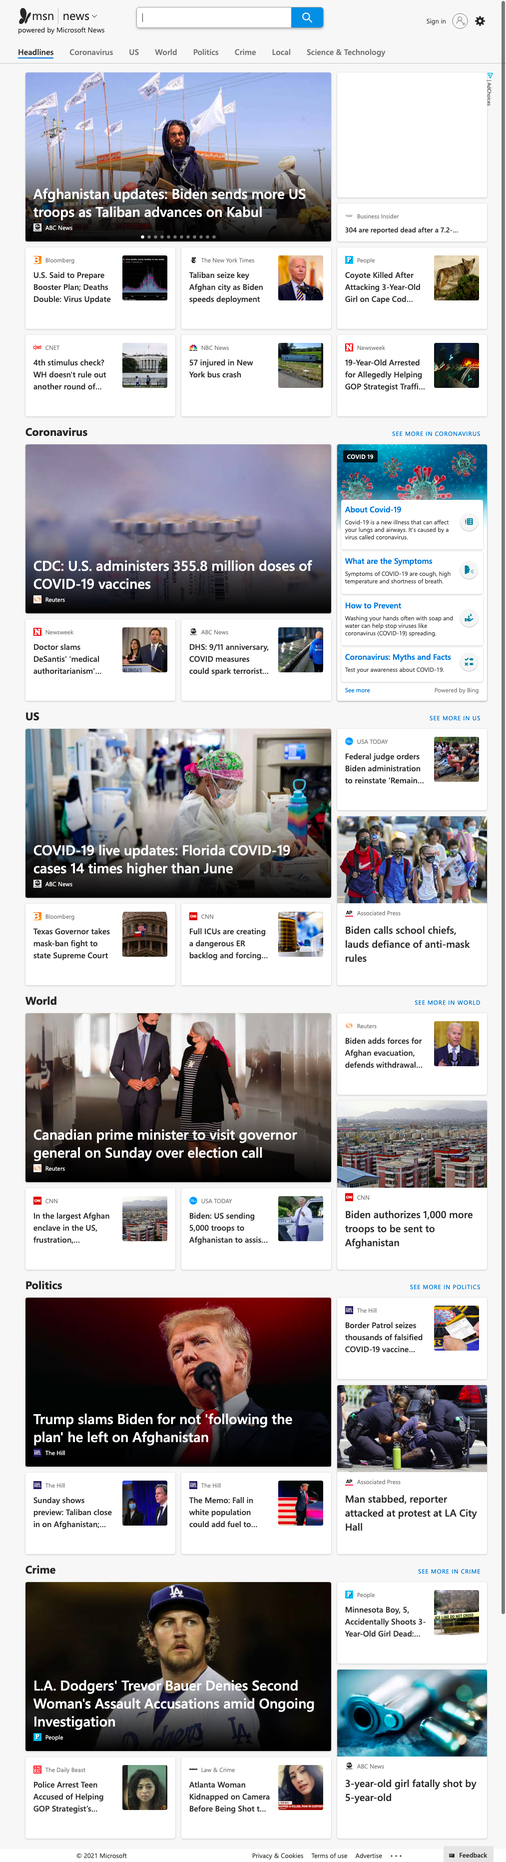 msn | news
powered by Microsoft News
Sign in
Headlines
Coronavirus
US
World
Politics
Crime
Local
Science & Technology
AdChoices
Afghanistan updates: Biden sends more US
troops as Taliban advances on Kabul
ABC News
Business Insider
304 are reported dead after a 7.2-...
Bloomberg
U.S. Said to Prepare
Booster Plan; Deaths
Double: Virus Update
The New York Times
Taliban seize key
Afghan city as Biden
speeds deployment
People
Coyote Killed After
Attacking 3-Year-Old
Girl on Cape Cod...
CNET
4th stimulus check?
WH doesn't rule out
another round of...
NBC News
57 injured in New
York bus crash
Newsweek
19-Year-Old Arrested
for Allegedly Helping
GOP Strategist Traffi...
Coronavirus
SEE MORE IN CORONAVIRUS
CDC: U.S. administers 355.8 million doses of
COVID-19 vaccines
Reuters
COVID 19
About Covid-19
Covid-19 is a new illness that can affect
your lungs and airways. It's caused by a
virus called coronavirus.
What are the Symptoms
Symptoms of COVID-19 are cough, high
temperature and shortness of breath.
How to Prevent
Washing your hands often with soap and
water can help stop viruses like
coronavirus (COVID-19) spreading.
Coronavirus: Myths and Facts
Test your awareness about COVID-19.
See more
Powered by Bing
Newsweek
Doctor slams
DeSantis' 'medical
authoritarianism'...
ABC News
DHS: 9/11 anniversary,
COVID measures
could spark terrorist...
US
SEE MORE IN US
COVID-19 live updates: Florida COVID-19
cases 14 times higher than June
ABC News
USA TODAY
Federal judge orders
Biden administration
to reinstate 'Remain...
Associated Press
Biden calls school chiefs,
lauds defiance of anti-mask
rules
Bloomberg
Texas Governor takes
mask-ban fight to
state Supreme Court
CNN
Full ICUs are creating
a dangerous ER
backlog and forcing...
World
SEE MORE IN WORLD
Canadian prime minister to visit governor
general on Sunday over election call
Reuters
Reuters
Biden adds forces for
Afghan evacuation,
defends withdrawal...
CNN
Biden authorizes 1,000 more
troops to be sent to
Afghanistan
CNN
In the largest Afghan
enclave in the US,
frustration,...
USA TODAY
Biden: US sending
5,000 troops to
Afghanistan to assis...
Politics
SEE MORE IN POLITICS
Trump slams Biden for not 'following the
plan' he left on Afghanistan
The Hill
The Hill
Border Patrol seizes
thousands of falsified
COVID-19 vaccine...
Associated Press
Man stabbed, reporter
attacked at protest at LA City
Hall
The Hill
Sunday shows
preview: Taliban close
in on Afghanistan;...
The Hill
The Memo: Fall in
white population
could add fuel to...
Crime
SEE MORE IN CRIME
L.A. Dodgers' Trevor Bauer Denies Second
Woman's Assault Accusations amid Ongoing
Investigation
People
People
Minnesota Boy, 5,
Accidentally Shoots 3-
Year-Old Girl Dead:...
ABC News
3-year-old girl fatally shot by
5-year-old
The Daily Beast
Police Arrest Teen
Accused of Helping
GOP Strategist's...
Law & Crime
Atlanta Woman
Kidnapped on Camera
Before Being Shot t...
© 2021 Microsoft
Privacy & Cookies
Terms of use
Advertise
...
Feedback